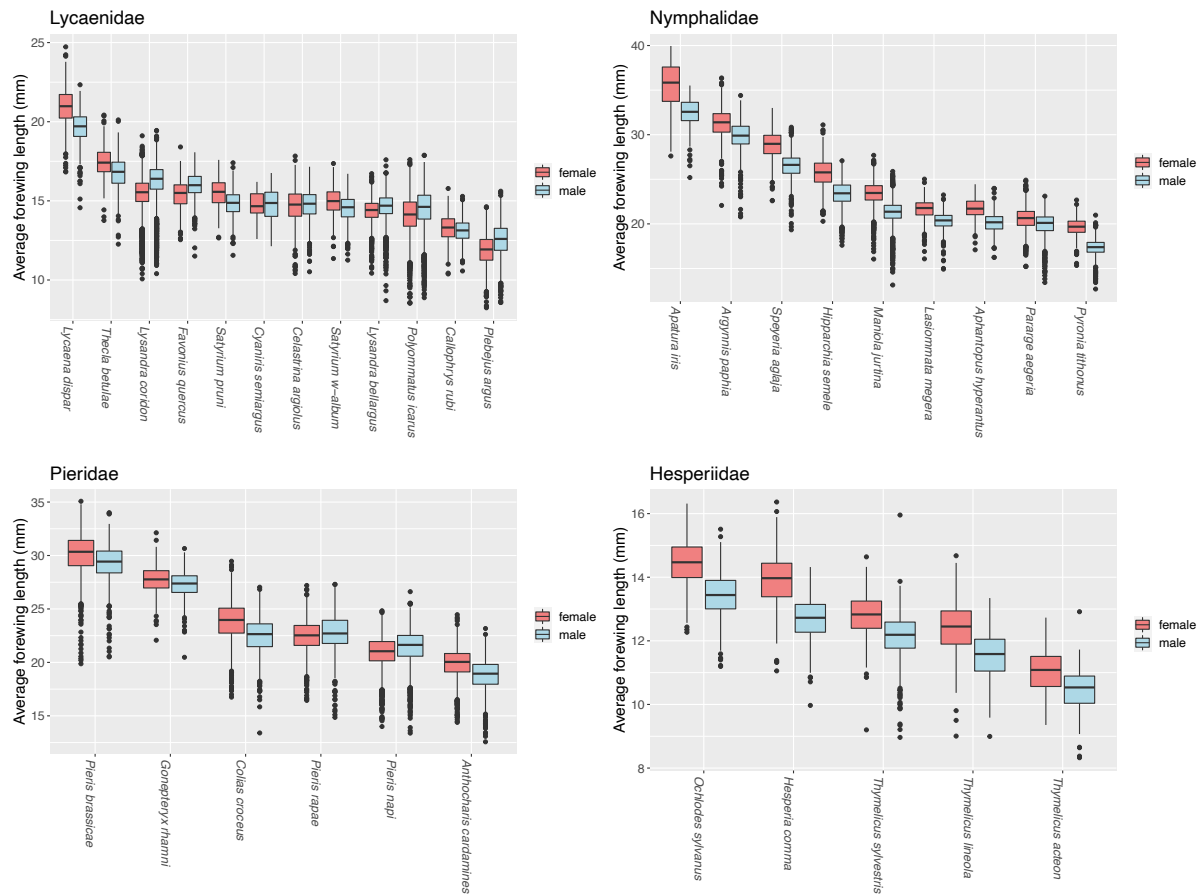 Lycaenidae
Average forewing length (mm)
25
20
15
10
Lycaena dispar
Thecla betulae
Lysandra coridon
Favonius quercus
Satyrium pruni
Cyaniris semiargus
Celastrina argiolus
Satyrium w-album
Lysandra bellargus
Polyommatus icarus
Callophrys rubi
Plebejus argus
female
male
Nymphalidae
Average forewing length (mm)
40
30
20
Apatura iris
Argynnis paphia
Speyeria aglaja
Hipparchia semele
Maniola jurtina
Lasiommata megera
Aphantopus hyperantus
Pararge aegeria
Pyronia tithonus
female
male
Pieridae
Average forewing length (mm)
35
30
25
20
15
Pieris brassicae
Gonepteryx rhamni
Colias croceus
Pieris rapae
Pieris napi
Anthocharis cardamines
female
male
Hesperiidae
Average forewing length (mm)
16
14
12
10
8
Ochlodes sylvanus
Hesperia comma
Thymelicus sylvestris
Thymelicus lineola
Thymelicus acteon
female
male